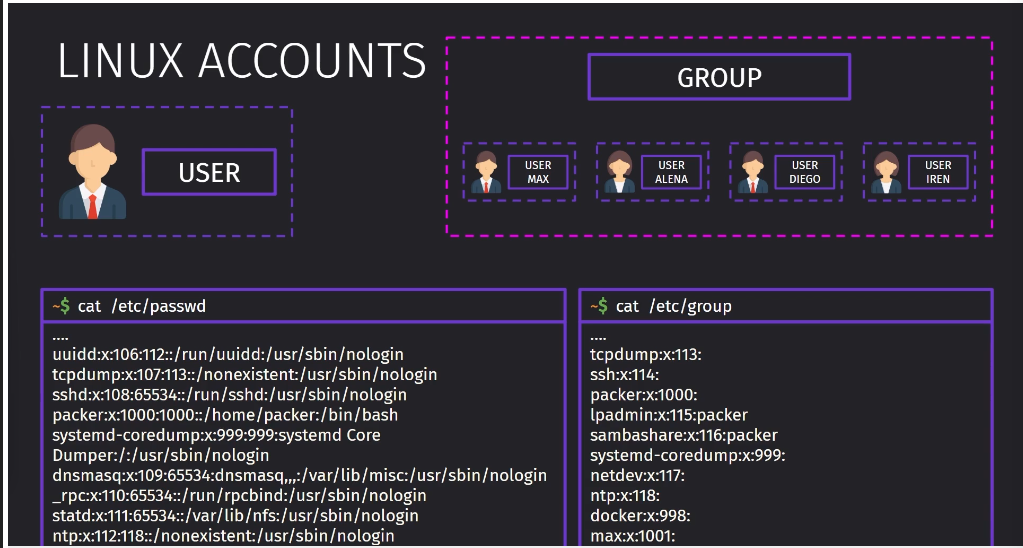 LINUX ACCOUNTS
USER
GROUP
USER
MAX
USER
ALENA
USER
DIEGO
USER
IREN
~$ cat /etc/passwd
....
uuidd:x:106:112::/run/uuidd:/usr/sbin/nologin
tcpdump:x:107:113::/nonexistent:/usr/sbin/nologin
sshd:x:108:65534::/run/sshd:/usr/sbin/nologin
packer:x:1000:1000::/home/packer:/bin/bash
systemd-coredump:x:999:999:systemd Core
Dumper:/:/usr/sbin/nologin
dnsmasq:x:109:65534:dnsmasq,,,:/var/lib/misc:/usr/sbin/nologin
_rpc:x:110:65534::/run/rpcbind:/usr/sbin/nologin
statd:x:111:65534::/var/lib/nfs:/usr/sbin/nologin
ntp:x:112:118::/nonexistent:/usr/sbin/nologin
~$ cat /etc/group
....
tcpdump:x:113:
ssh:x:114:
packer:x:1000:
lpadmin:x:115:packer
sambashare:x:116:packer
systemd-coredump:x:999:
netdev:x:117:
ntp:x:118:
docker:x:998:
max:x:1001: